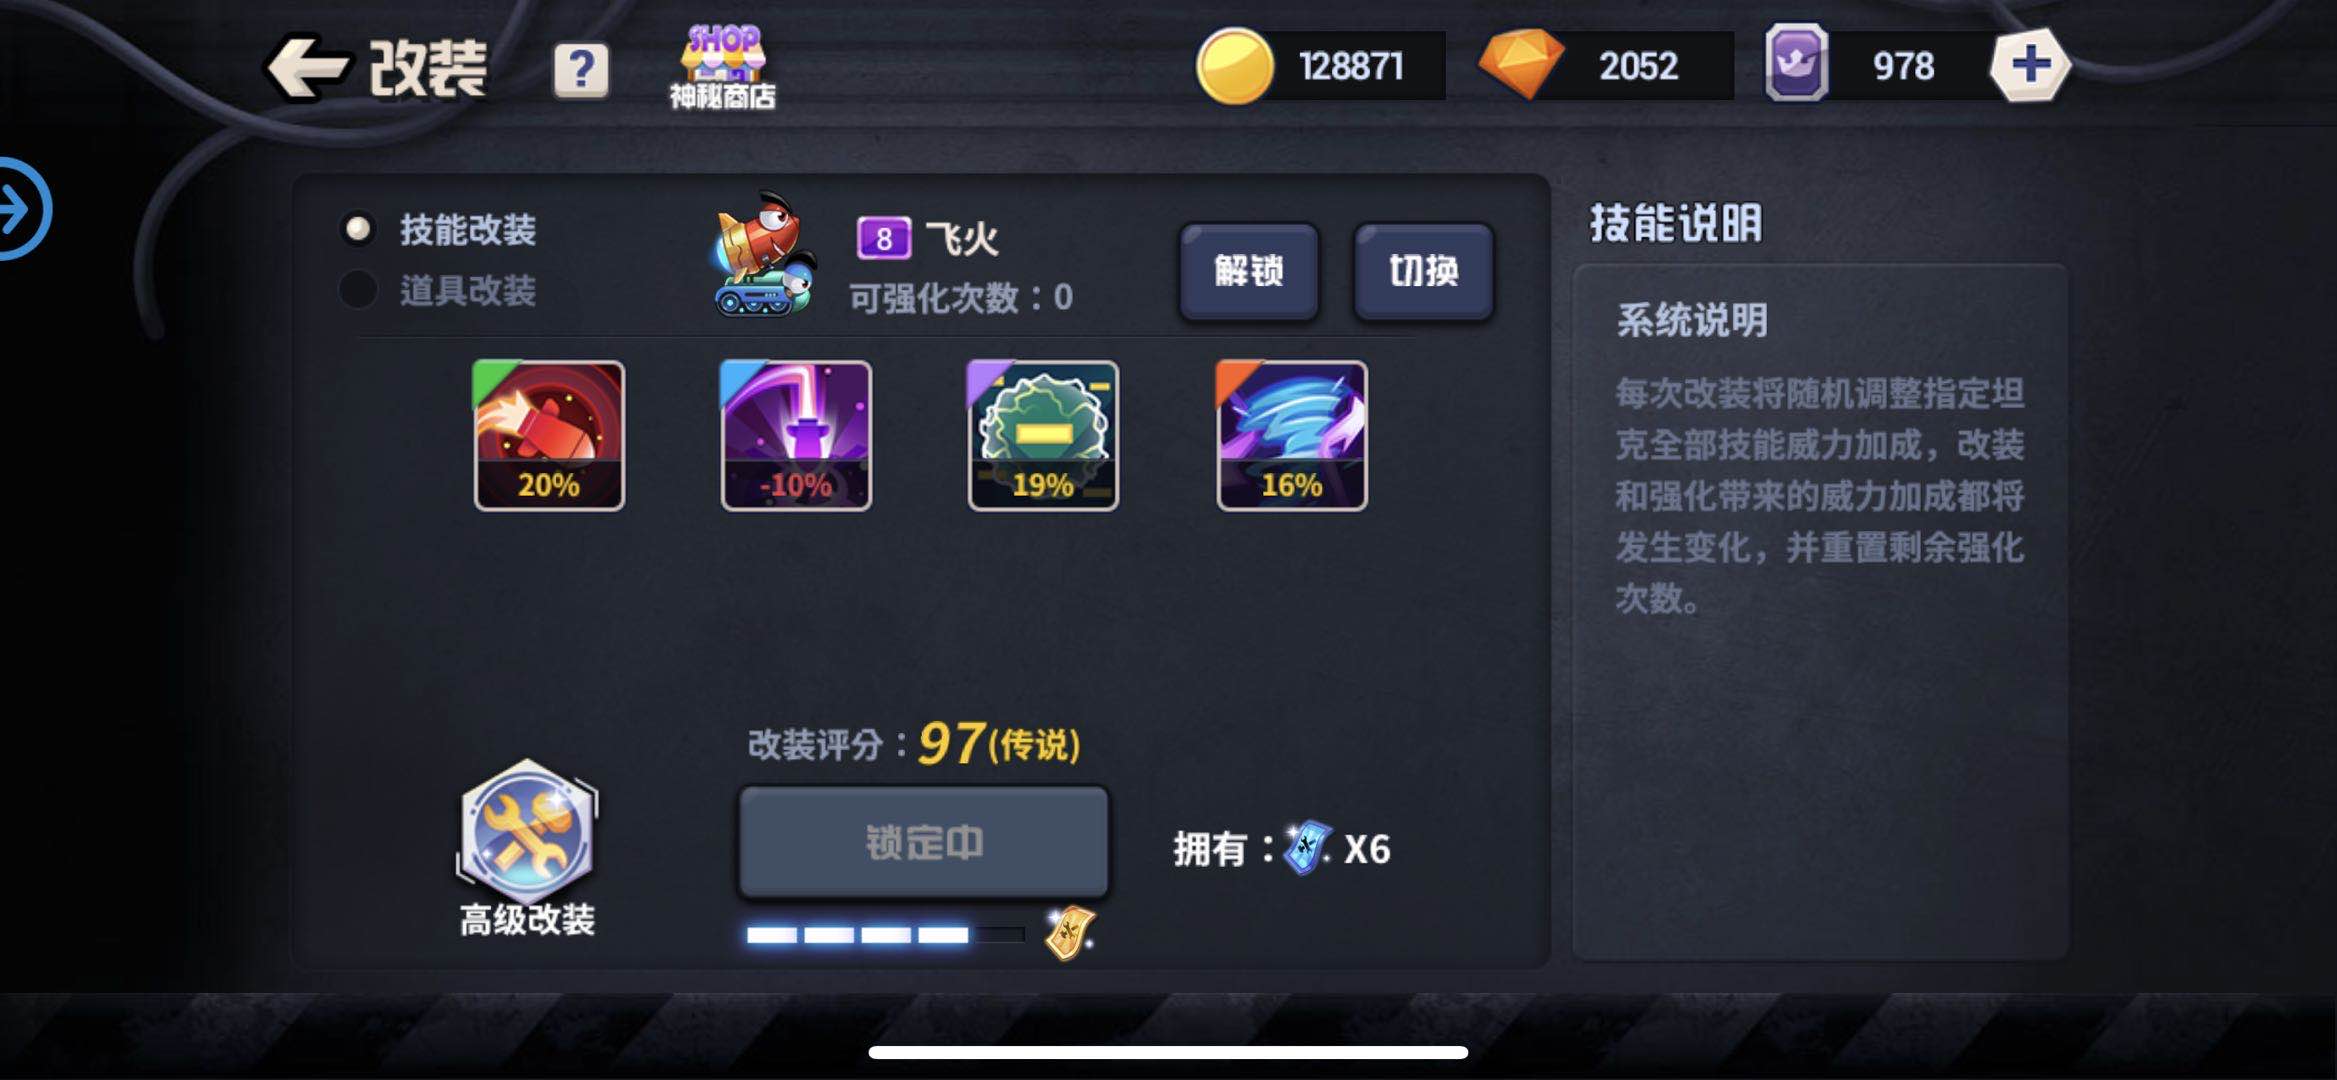 改装
?
SHOP
神秘商店
128871
2052
978
技能改装
道具改装
8 飞火
可强化次数：0
解锁
切换
20%
-10%
19%
16%
改装评分：97(传说)
高级改装
锁定中
拥有： X6
技能说明
系统说明
每次改装将随机调整指定坦
克全部技能威力加成，改装
和强化带来的威力加成都将
发生变化，并重置剩余强化
次数。